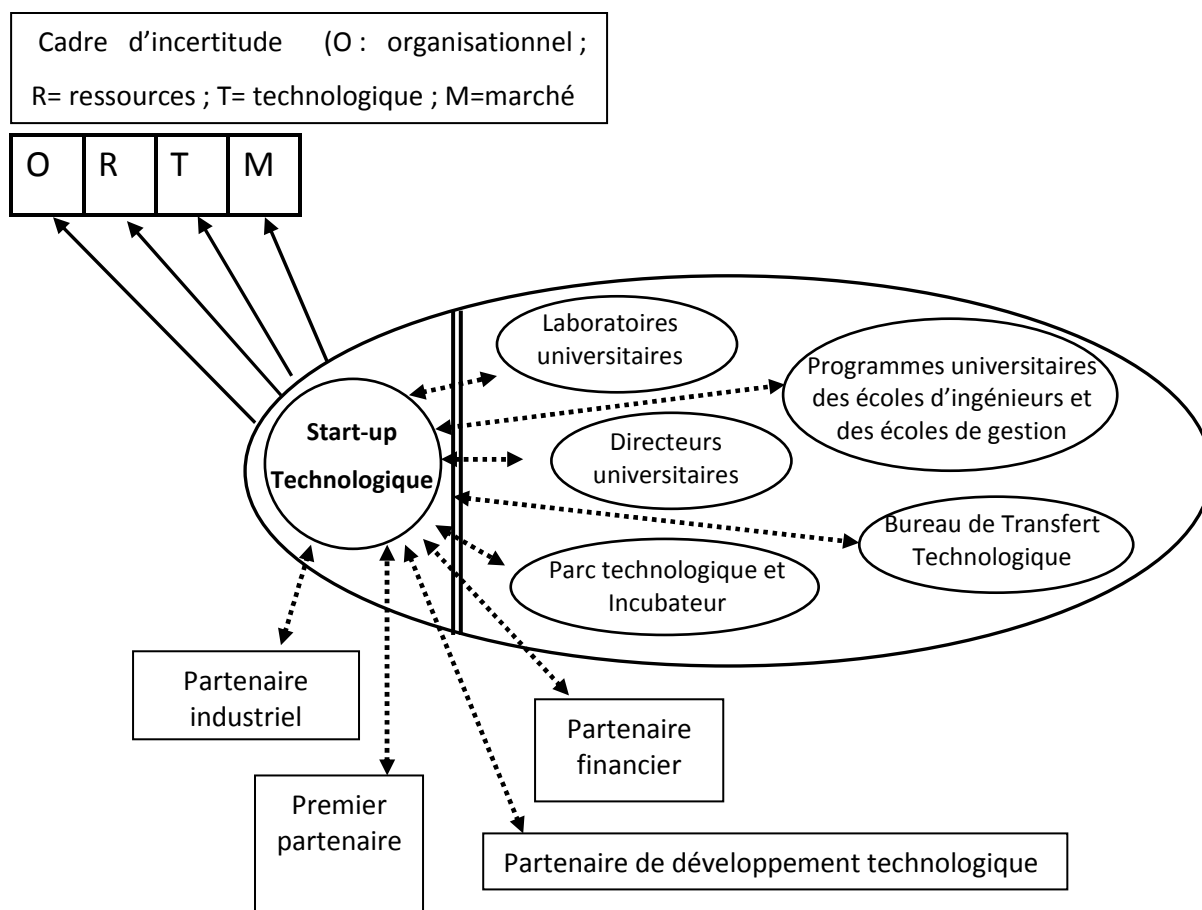 Cadre d’incertitude (O : organisationnel ;
R= ressources ; T= technologique ; M=marché
O R T M
Laboratoires
universitaires
Programmes universitaires
des écoles d’ingénieurs et
des écoles de gestion
Start-up
Technologique
Directeurs
universitaires
Bureau de Transfert
Technologique
Parc technologique et
Incubateur
Partenaire
industriel
Partenaire
financier
Premier
partenaire
Partenaire de développement technologique